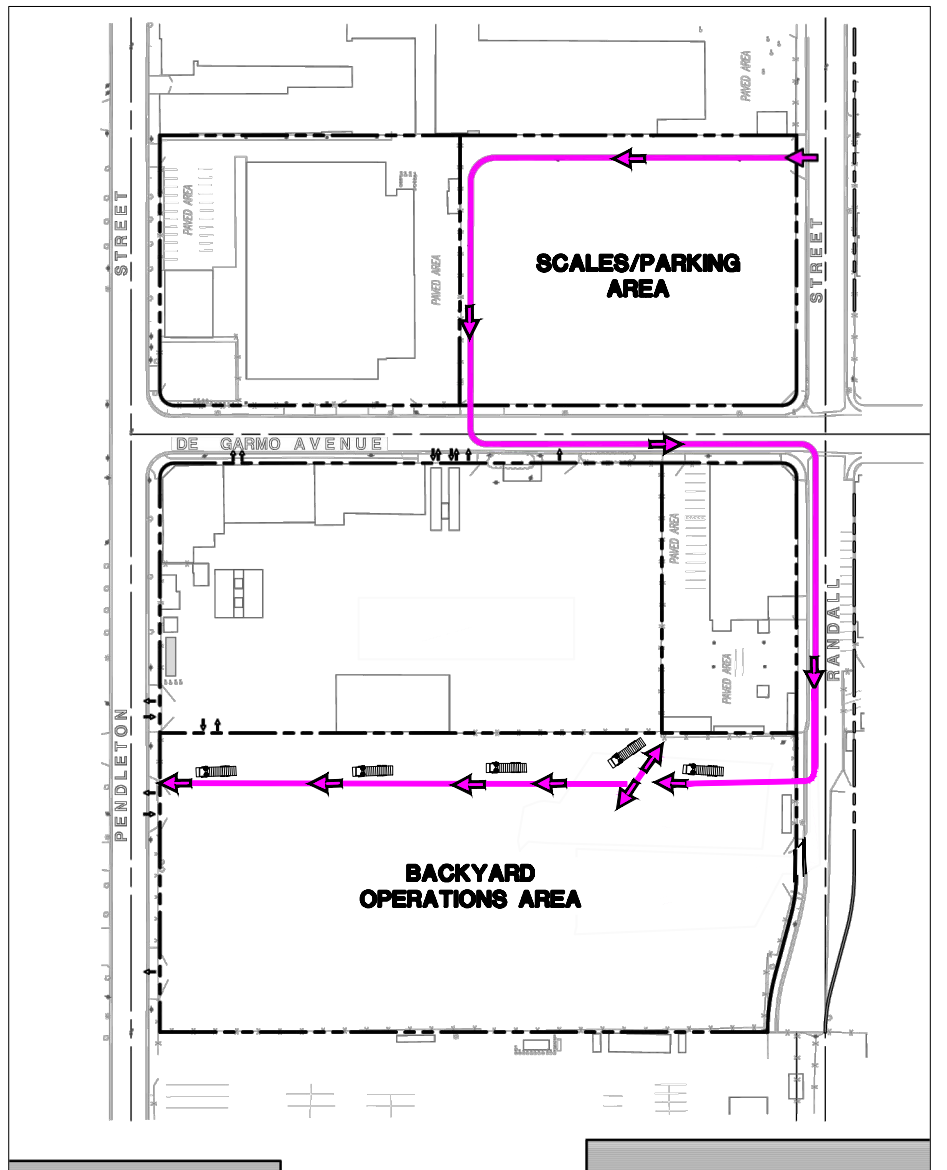 PAVED AREA
STREET
PAVED AREA
SCALES/PARKING
AREA
STREET
PAVED AREA
DE GARMO AVENUE
PAVED AREA
RANDALL
PAVED AREA
PENDLETON
BACKYARD
OPERATIONS AREA